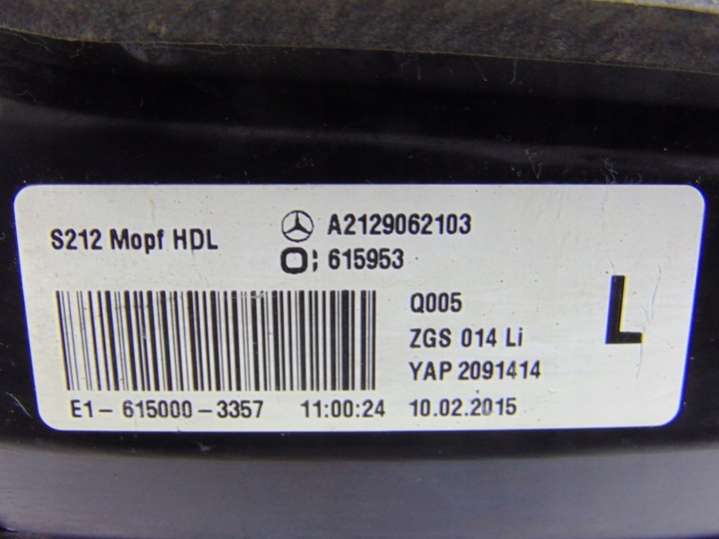 S212 Mopf HDL
A2129062103
615953
Q005
ZGS 014 Li
L
YAP 2091414
E1- 615000-3357 11:00:24 10.02.2015